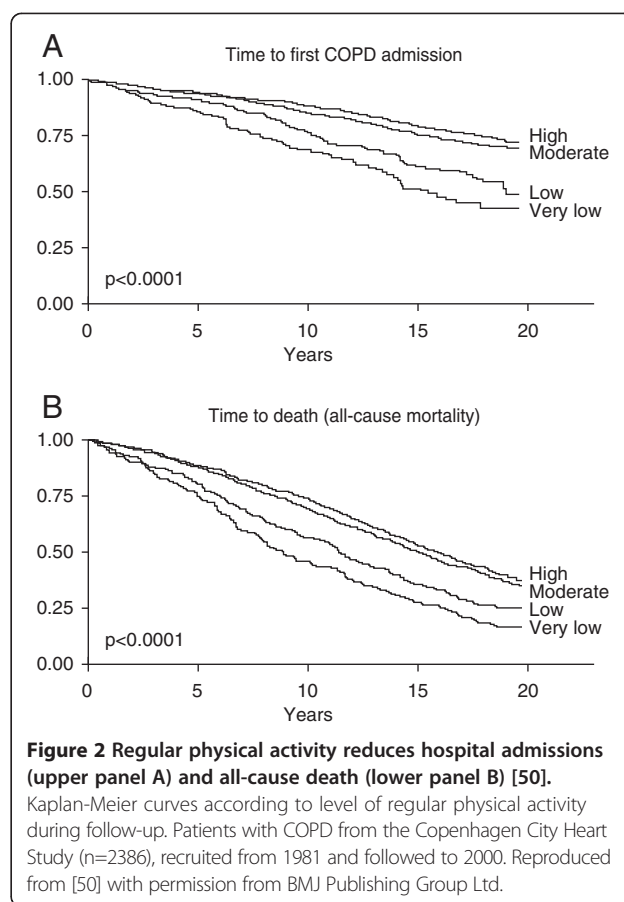 A
Time to first COPD admission
1.00
0.75
0.50
0.25
0.00
High
Moderate
Low
Very low
p<0.0001
0 5 10 15 20
Years
B
Time to death (all-cause mortality)
1.00
0.75
0.50
0.25
0.00
High
Moderate
Low
Very low
p<0.0001
0 5 10 15 20
Years
Figure 2 Regular physical activity reduces hospital admissions
(upper panel A) and all-cause death (lower panel B) [50].
Kaplan-Meier curves according to level of regular physical activity
during follow-up. Patients with COPD from the Copenhagen City Heart
Study (n=2386), recruited from 1981 and followed to 2000. Reproduced
from [50] with permission from BMJ Publishing Group Ltd.